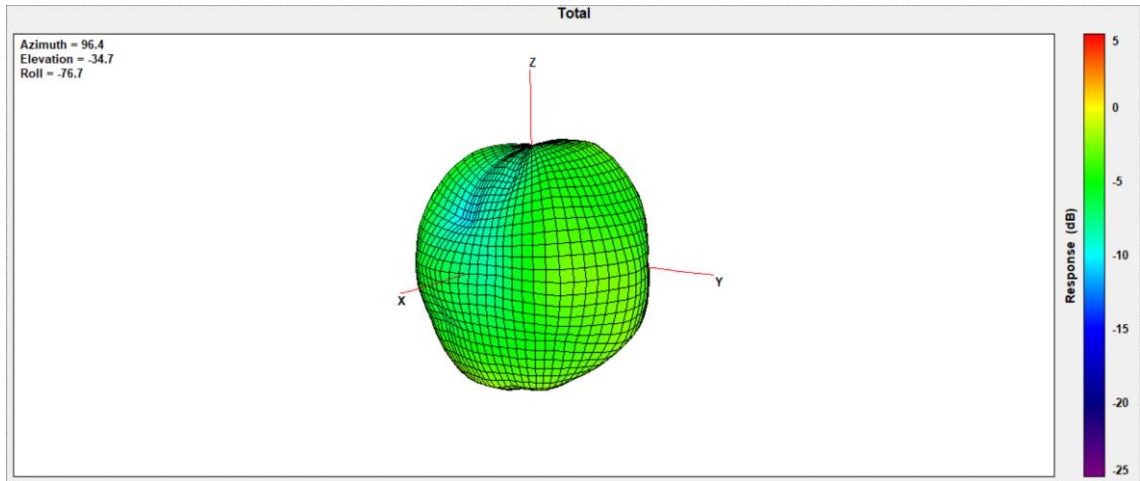 Total
Azimuth = 96.4
Elevation = -34.7
Roll = -76.7
Z
X
Y
5
0
-5
-10
-15
-20
-25
Response (dB)